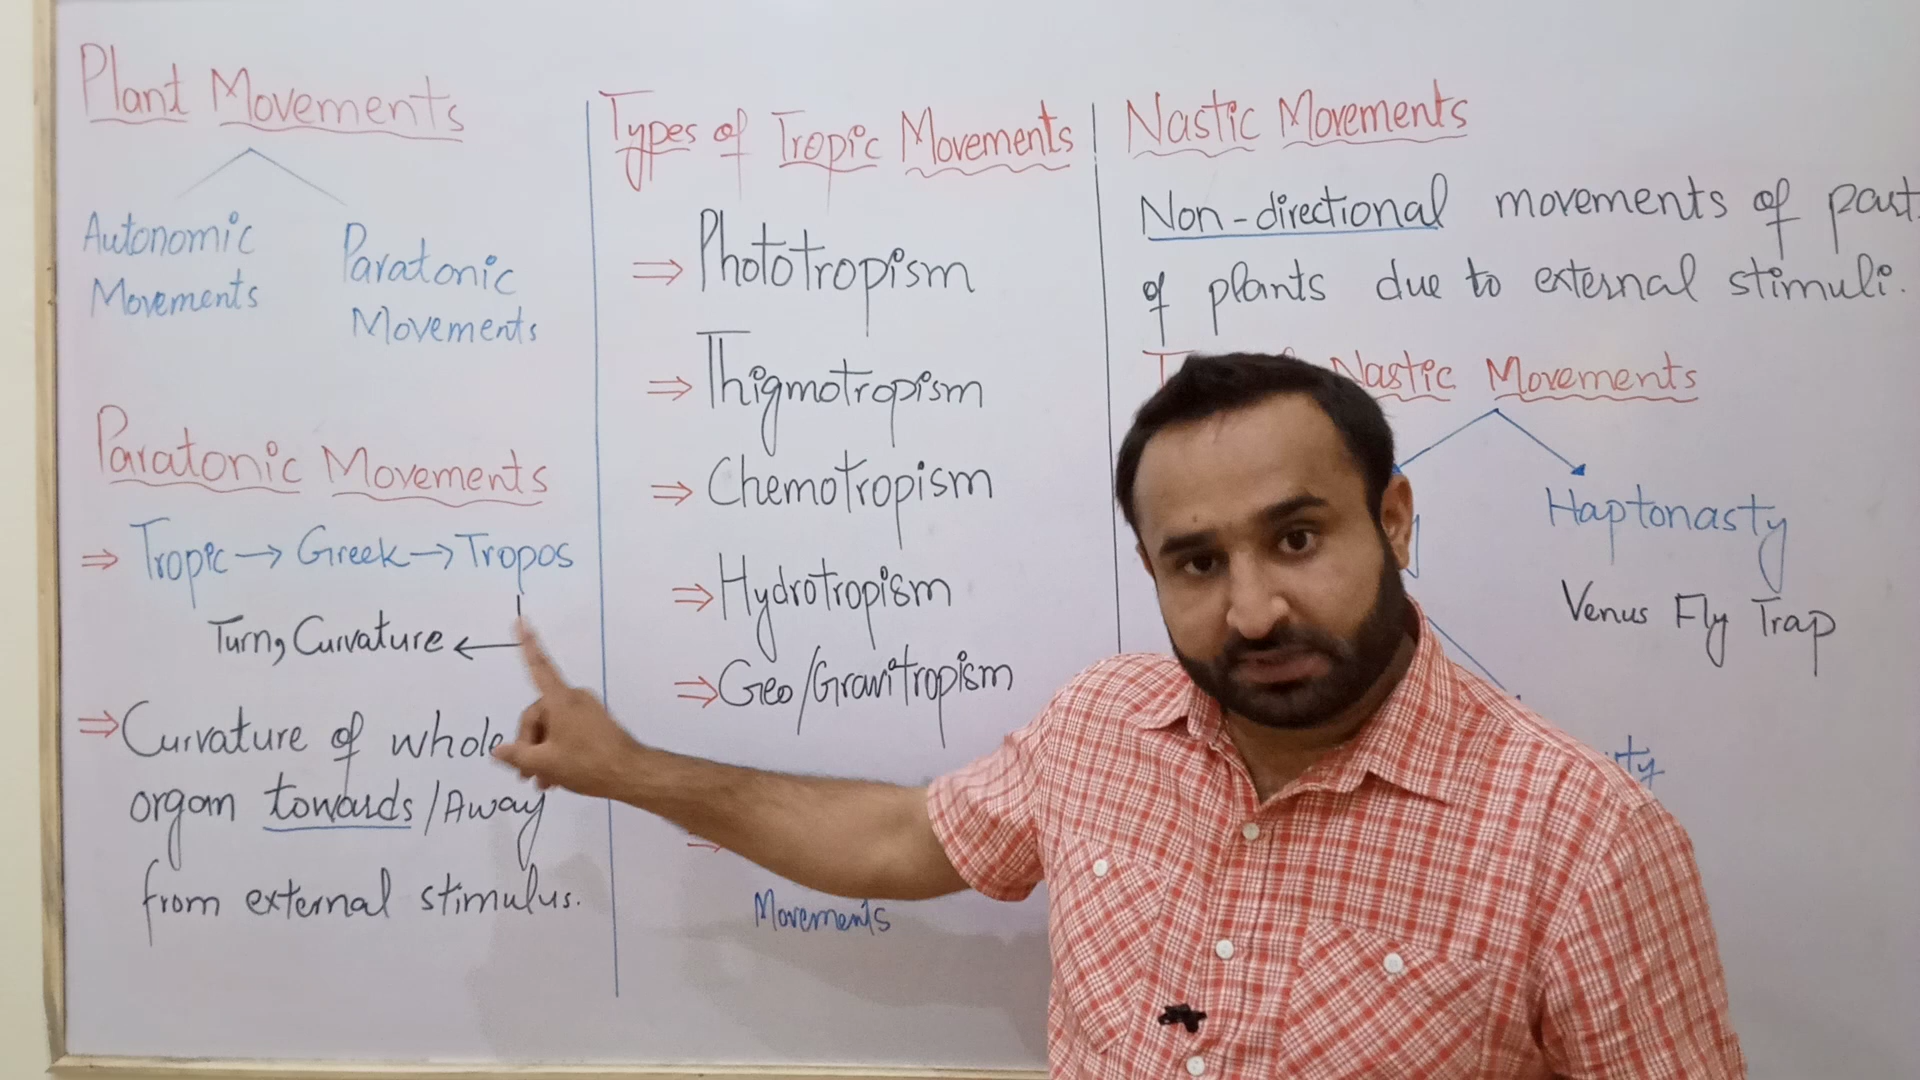 Plant Movements
Autonomic
Movements
Paratonic
Movements
Paratonic Movements
⇒ Tropic → Greek → Tropos
Turn, Curvature ←
⇒ Curvature of whole
organ towards/Away
from external stimulus.
Types of Tropic Movements
⇒ Phototropism
⇒ Thigmotropism
⇒ Chemotropism
⇒ Hydrotropism
⇒ Geo/Gravitropism
Movements
Nastic Movements
Non-directional movements of part
of plants due to external stimuli.
Nastic Movements
Haptonasty
Venus Fly Trap